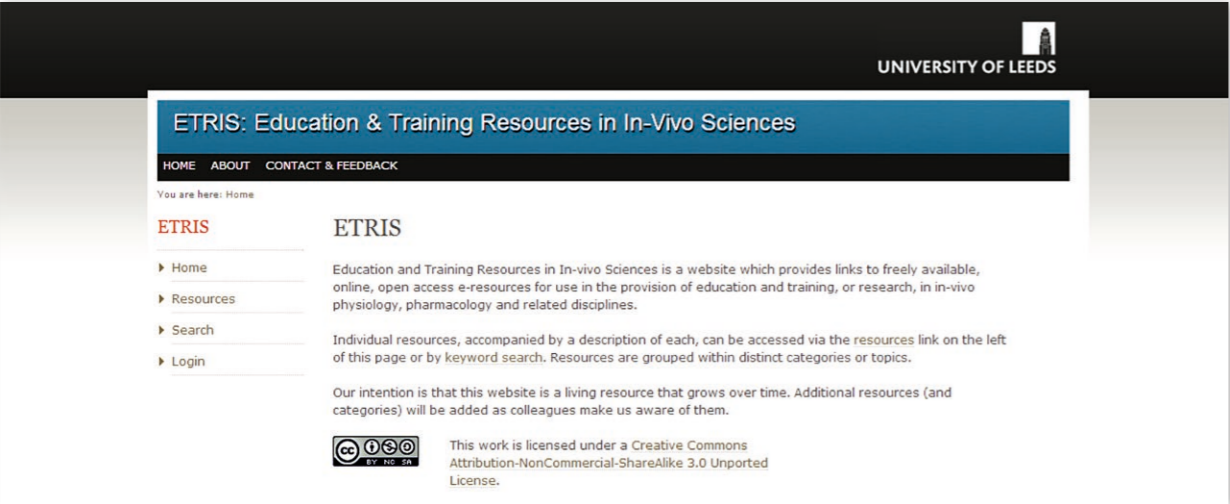 UNIVERSITY OF LEEDS
ETRIS: Education & Training Resources in In-Vivo Sciences
HOME ABOUT CONTACT & FEEDBACK
You are here: Home
ETRIS
Home
Resources
Search
Login
ETRIS
Education and Training Resources in In-vivo Sciences is a website which provides links to freely available,
online, open access e-resources for use in the provision of education and training, or research, in in-vivo
physiology, pharmacology and related disciplines.
Individual resources, accompanied by a description of each, can be accessed via the resources link on the left
of this page or by keyword search. Resources are grouped within distinct categories or topics.
Our intention is that this website is a living resource that grows over time. Additional resources (and
categories) will be added as colleagues make us aware of them.
cc
BY NC SA
This work is licensed under a Creative Commons
Attribution-NonCommercial-ShareAlike 3.0 Unported
License.